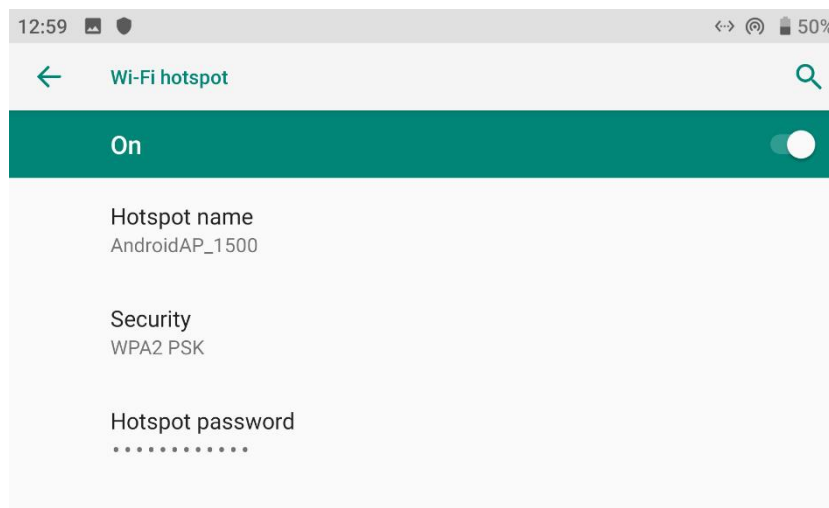 12:59 50%
Wi-Fi hotspot
On
Hotspot name
AndroidAP_1500
Security
WPA2 PSK
Hotspot password
••••••••••••